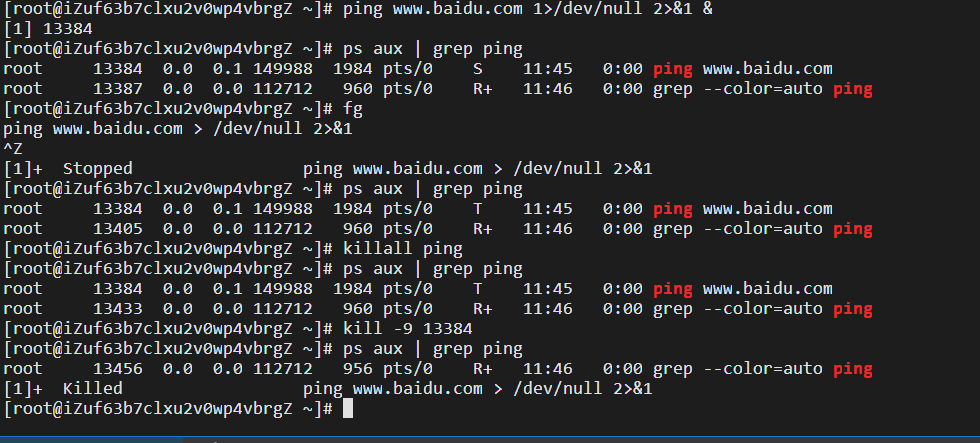 [root@iZuf63b7clxu2v0wp4vbrgZ ~]# ping www.baidu.com 1>/dev/null 2>&1 &
[1] 13384
[root@iZuf63b7clxu2v0wp4vbrgZ ~]# ps aux | grep ping
root     13384  0.0  0.1 149988  1984 pts/0    S    11:45   0:00 ping www.baidu.com
root     13387  0.0  0.0 112712   960 pts/0    R+   11:46   0:00 grep --color=auto ping
[root@iZuf63b7clxu2v0wp4vbrgZ ~]# fg
ping www.baidu.com > /dev/null 2>&1
^Z
[1]+  Stopped                 ping www.baidu.com > /dev/null 2>&1
[root@iZuf63b7clxu2v0wp4vbrgZ ~]# ps aux | grep ping
root     13384  0.0  0.1 149988  1984 pts/0    T    11:45   0:00 ping www.baidu.com
root     13405  0.0  0.0 112712   960 pts/0    R+   11:46   0:00 grep --color=auto ping
[root@iZuf63b7clxu2v0wp4vbrgZ ~]# killall ping
[root@iZuf63b7clxu2v0wp4vbrgZ ~]# ps aux | grep ping
root     13384  0.0  0.1 149988  1984 pts/0    T    11:45   0:00 ping www.baidu.com
root     13433  0.0  0.0 112712   960 pts/0    R+   11:46   0:00 grep --color=auto ping
[root@iZuf63b7clxu2v0wp4vbrgZ ~]# kill -9 13384
[root@iZuf63b7clxu2v0wp4vbrgZ ~]# ps aux | grep ping
root     13456  0.0  0.0 112712   956 pts/0    R+   11:46   0:00 grep --color=auto ping
[1]+  Killed                  ping www.baidu.com > /dev/null 2>&1
[root@iZuf63b7clxu2v0wp4vbrgZ ~]#